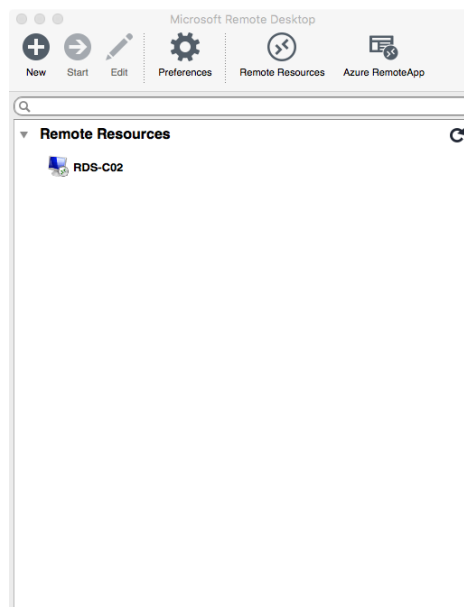 Microsoft Remote Desktop
New Start Edit Preferences Remote Resources Azure RemoteApp
Remote Resources
RDS-C02